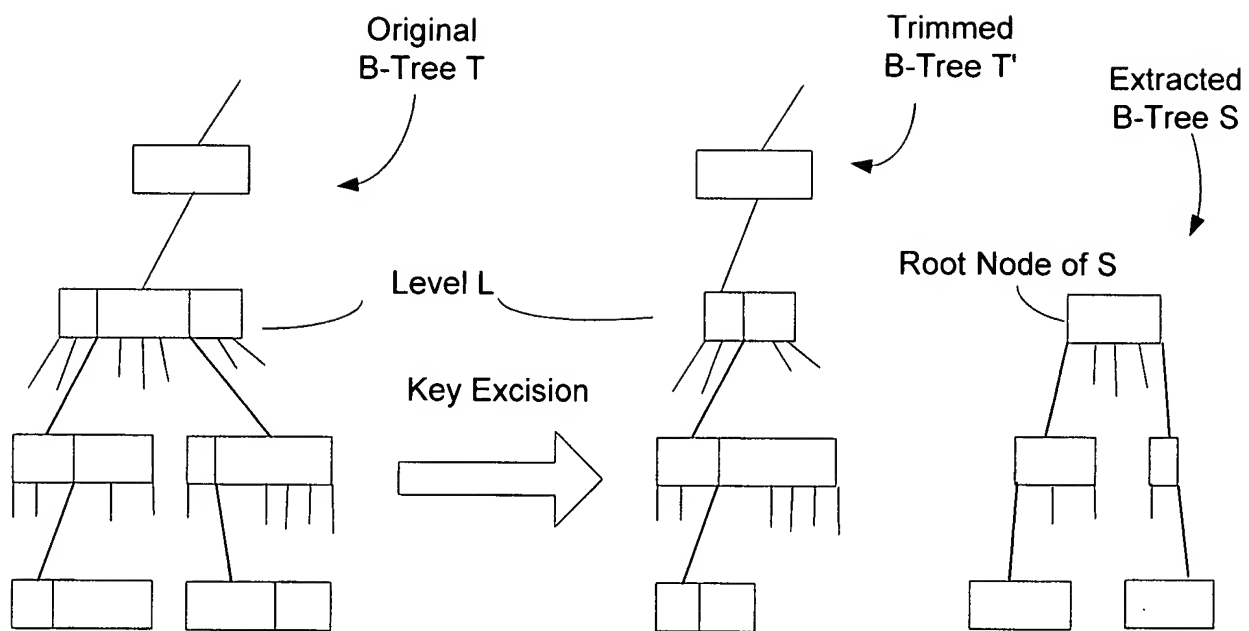 Original
B-Tree T
Trimmed
B-Tree T'
Extracted
B-Tree S
Level L
Root Node of S
Key Excision